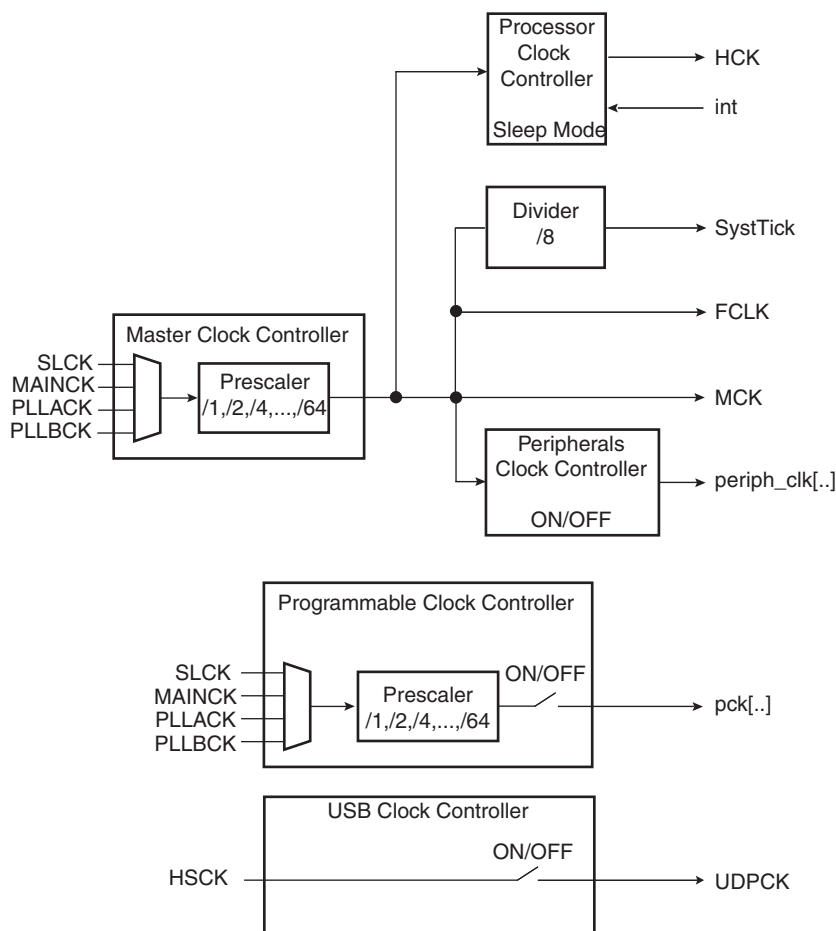 Processor
Clock
Controller
Sleep Mode
HCK
int
Divider
/8
SystTick
FCLK
Master Clock Controller
SLCK
MAINCK
PLLACK
PLLBCK
Prescaler
/1,/2,/4,...,/64
MCK
Peripherals
Clock Controller
ON/OFF
periph_clk[..]
Programmable Clock Controller
SLCK
MAINCK
PLLACK
PLLBCK
Prescaler
/1,/2,/4,...,/64
ON/OFF
pck[..]
USB Clock Controller
HSCK
ON/OFF
UDPCK